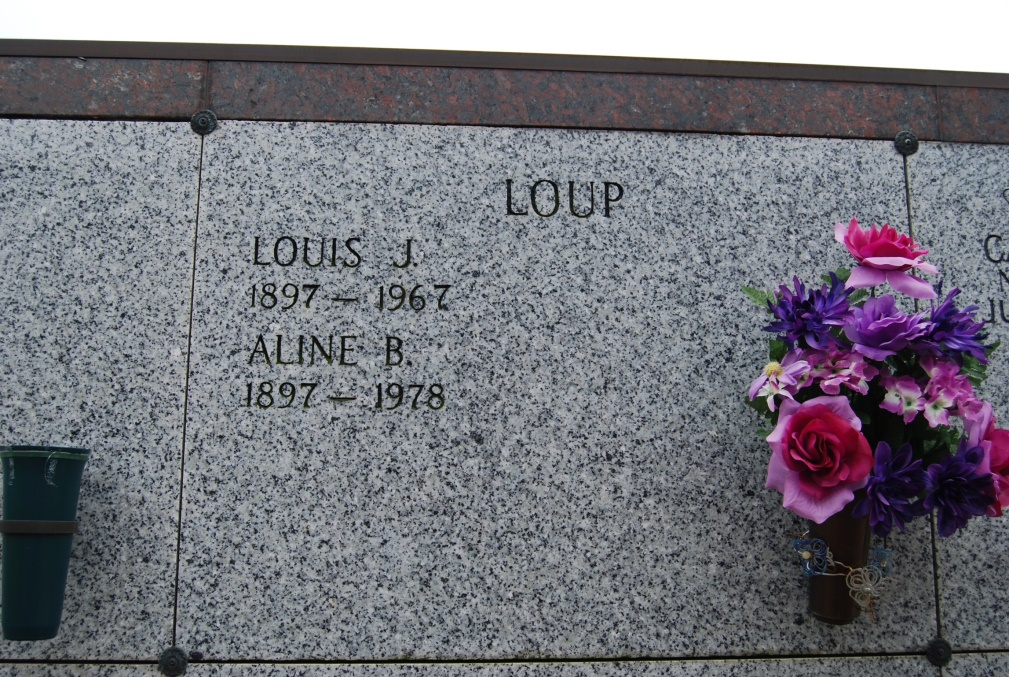 LOUP
LOUIS J.
1897 – 1967
ALINE B.
1897 – 1978